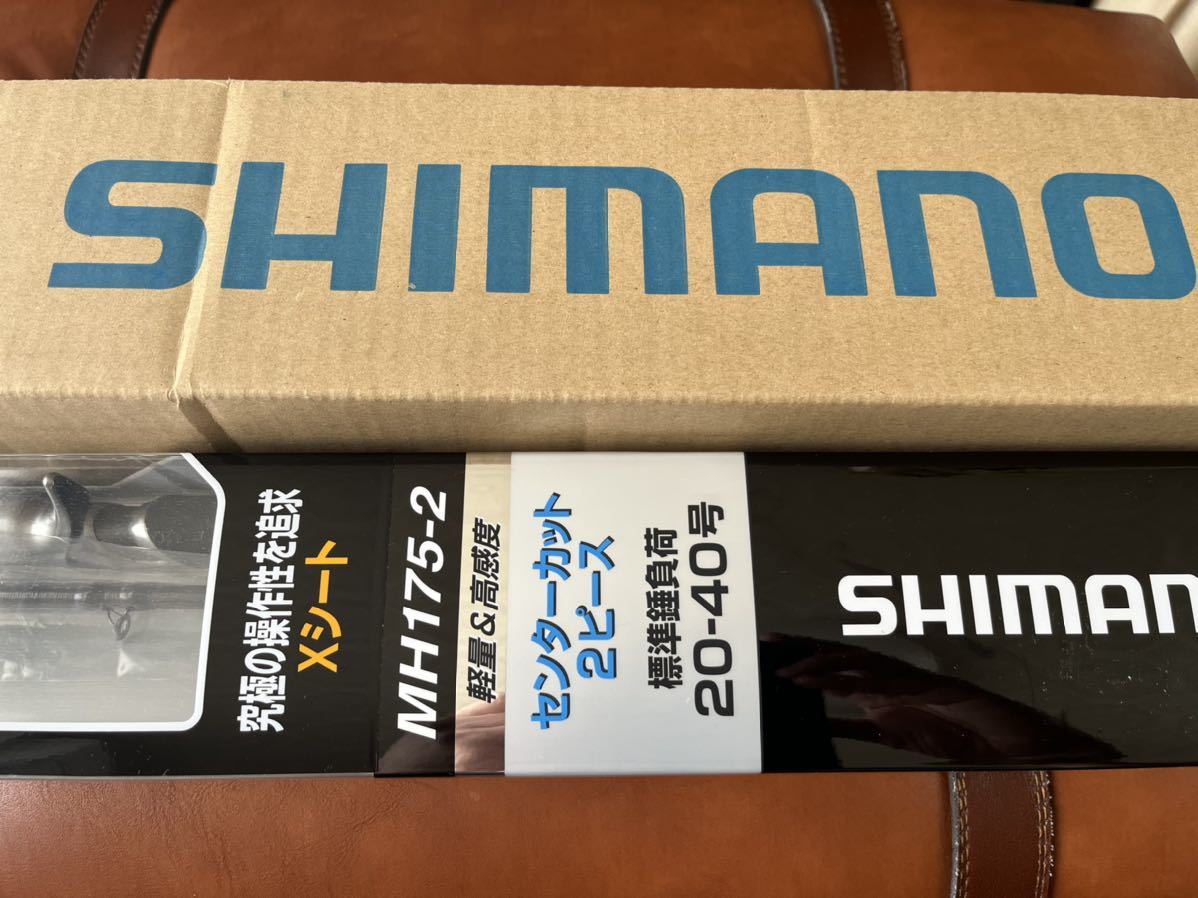 SHIMANO
究極の操作性を追求
Xシート
MH175-2
軽量&高感度
センターカット
2ピース
標準錘負荷
20-40号
SHIMAN